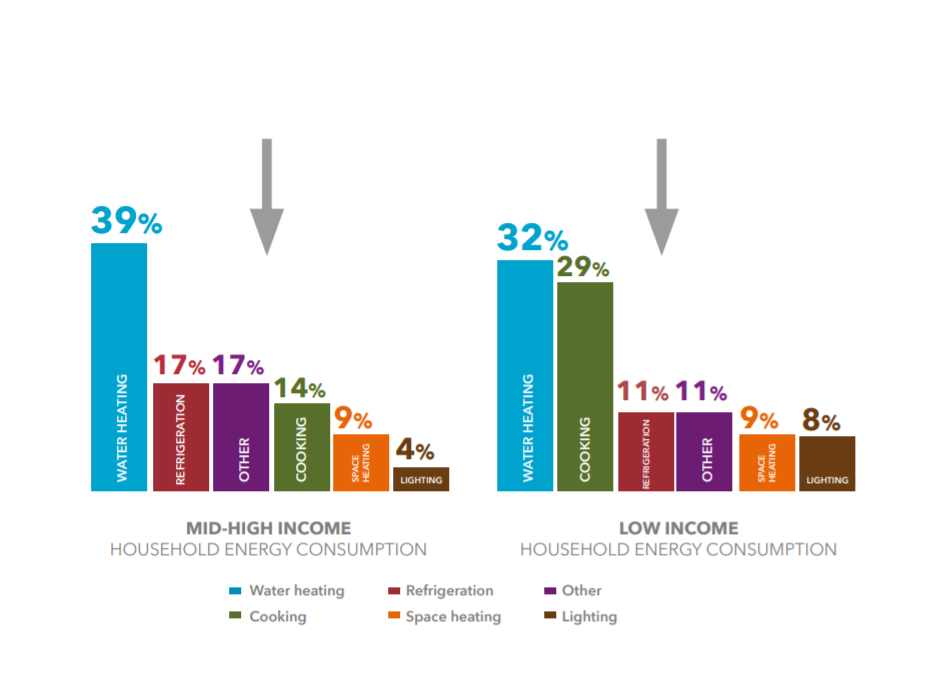 39%
WATER HEATING
17%
REFRIGERATION
17%
OTHER
14%
COOKING
9%
SPACE
HEATING
4%
LIGHTING
MID-HIGH INCOME
HOUSEHOLD ENERGY CONSUMPTION
32%
WATER HEATING
29%
COOKING
11%
REFRIGERATION
11%
OTHER
9%
SPACE
HEATING
8%
LIGHTING
LOW INCOME
HOUSEHOLD ENERGY CONSUMPTION
Water heating
Refrigeration
Other
Cooking
Space heating
Lighting